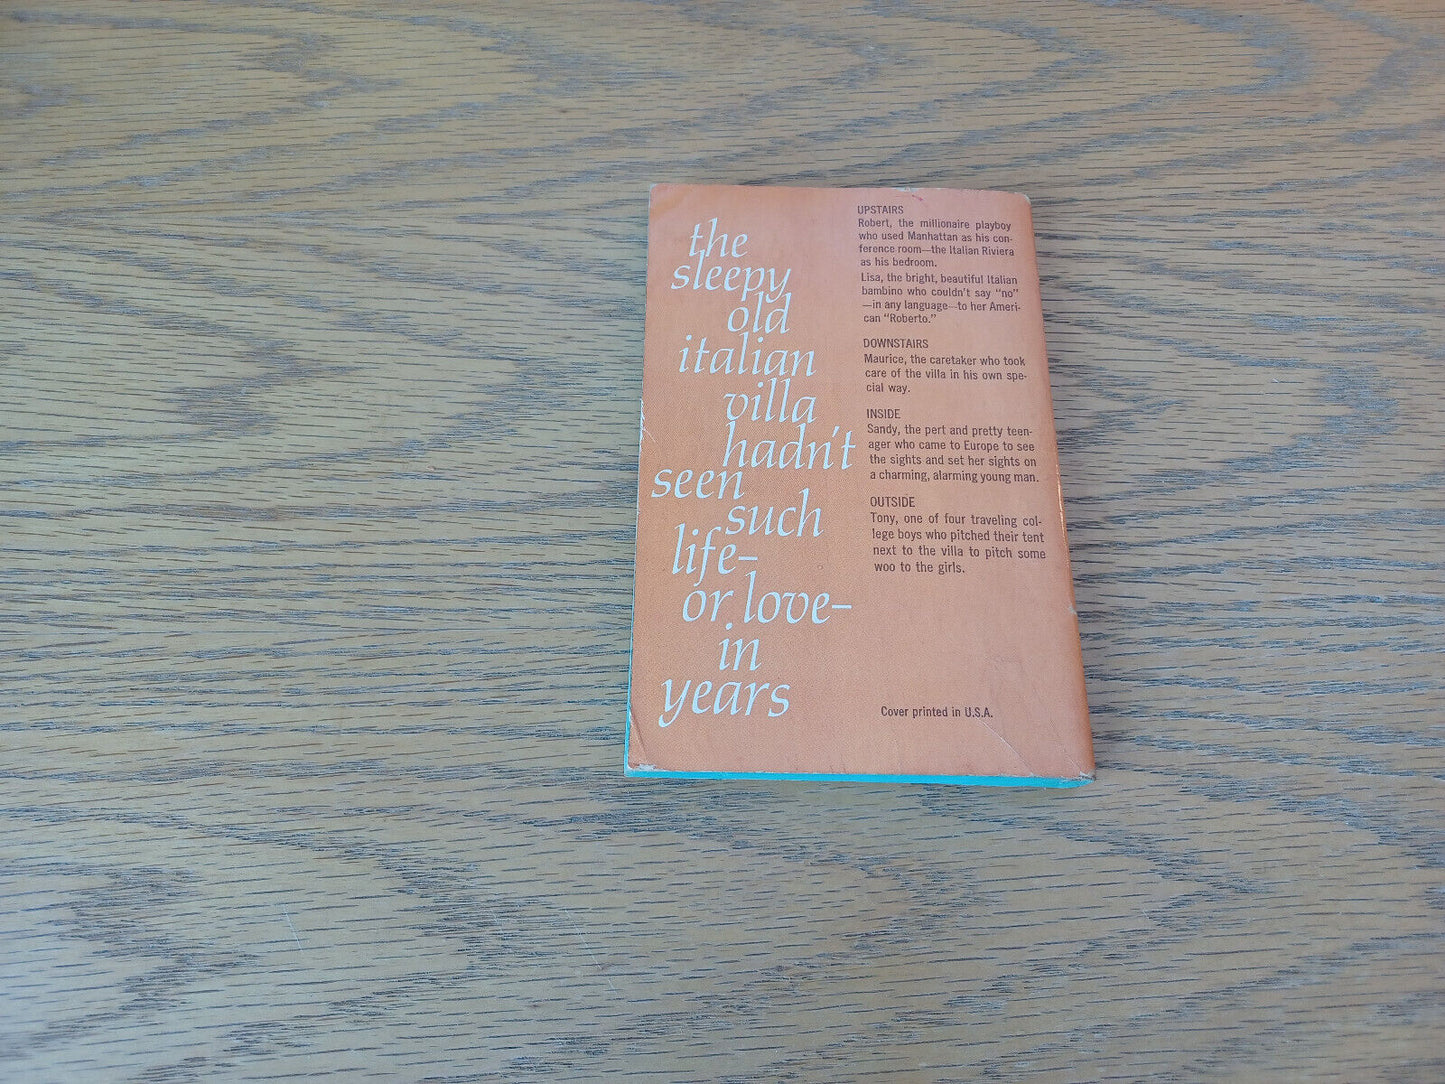 the
sleepy
old
italian
villa
hadn't
seen
such
life-
or love-
in
years
UPSTAIRS
Robert, the millionaire playboy
who used Manhattan as his con-
ference room—the Italian Riviera
as his bedroom.
Lisa, the bright, beautiful Italian
bambino who couldn't say "no"
—in any language—to her Ameri-
can "Roberto."
DOWNSTAIRS
Maurice, the caretaker who took
care of the villa in his own spe-
cial way.
INSIDE
Sandy, the pert and pretty teen-
ager who came to Europe to see
the sights and set her sights on
a charming, alarming young man.
OUTSIDE
Tony, one of four traveling col-
lege boys who pitched their tent
next to the villa to pitch some
woo to the girls.
Cover printed in U.S.A.